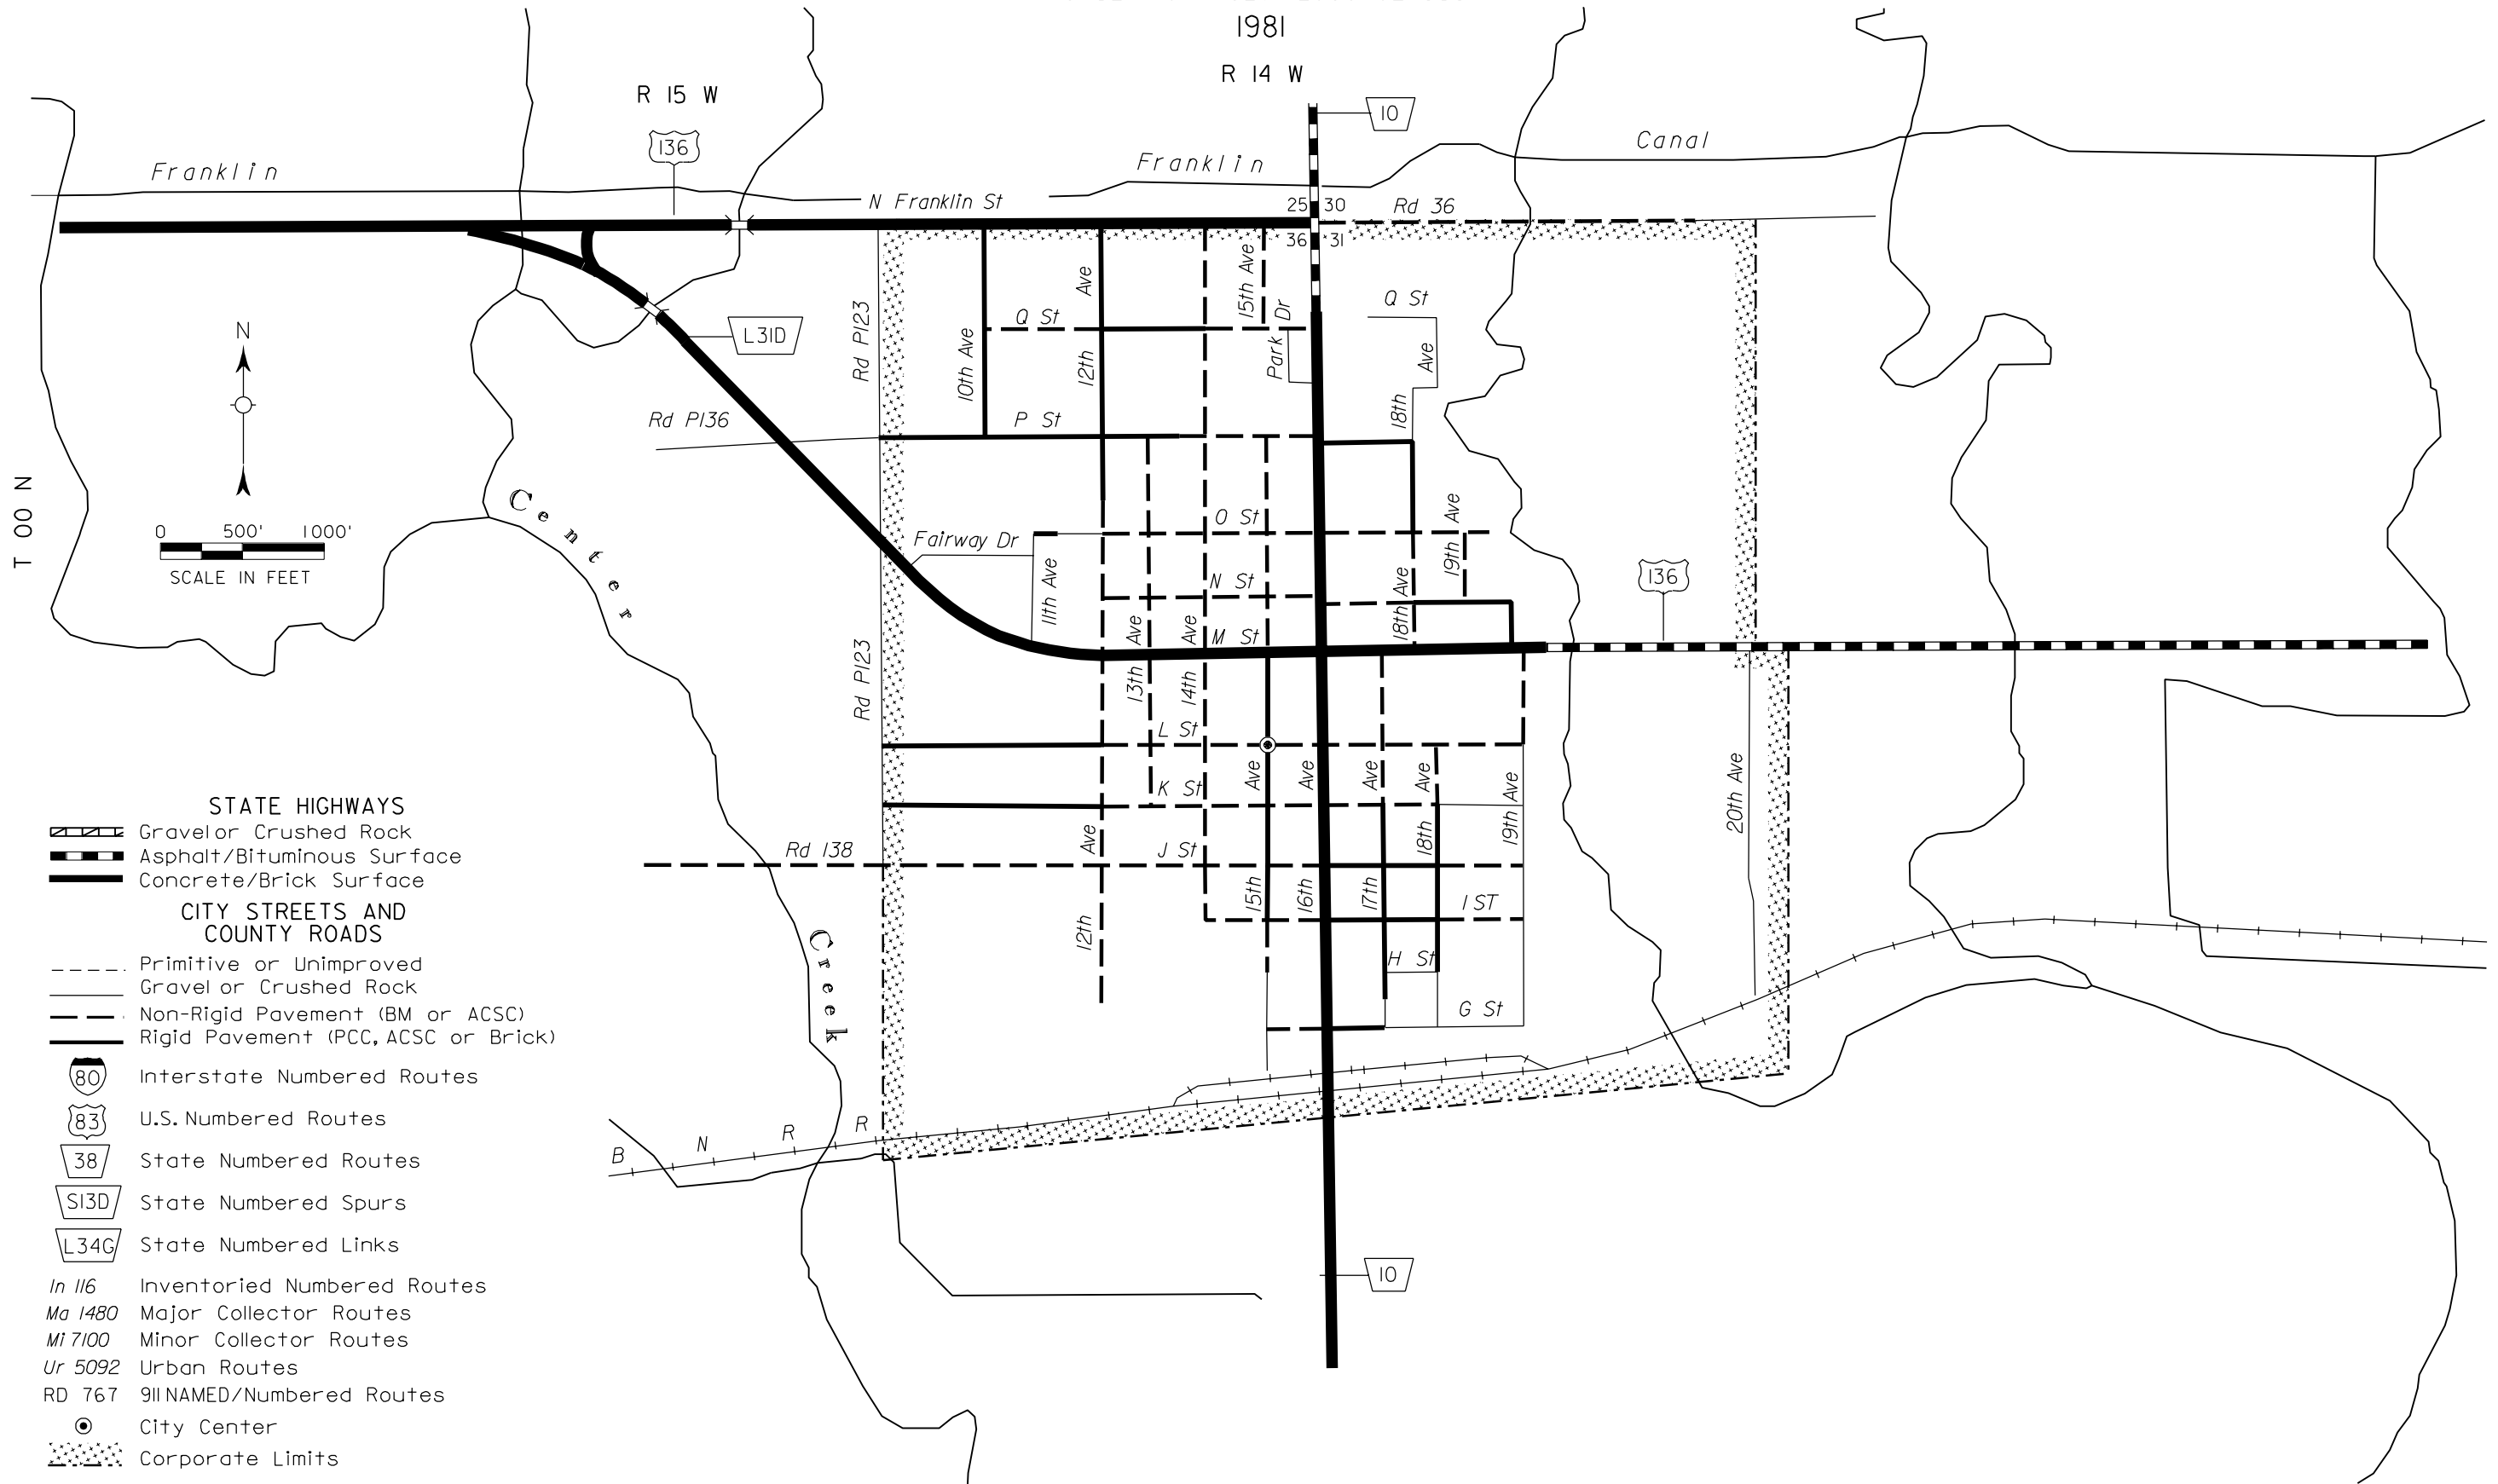 1981
R 14 W
R 15 W
10
136
Franklin
Franklin
Canal
N Franklin St
25
30
Rd 36
36
31
15th Ave
Ave
Q St
Q St
Park Dr
Rd P123
10th Ave
12th
Ave
18th
N
L31D
Rd P136
P St
T 00 N
0 500' 1000'
SCALE IN FEET
Center
Fairway Dr
O St
19th Ave
11th Ave
N St
18th Ave
136
13th Ave
14th Ave
M St
Rd P123
L St
K St
Ave
Ave
Ave
Ave
19th Ave
20th Ave
Rd 138
Ave
J St
18th
15th
16th
17th
I ST
12th
H St
G St
Creek
B N R R
10
STATE HIGHWAYS
Gravel or Crushed Rock
Asphalt/Bituminous Surface
Concrete/Brick Surface
CITY STREETS AND
COUNTY ROADS
Primitive or Unimproved
Gravel or Crushed Rock
Non-Rigid Pavement (BM or ACSC)
Rigid Pavement (PCC, ACSC or Brick)
80 Interstate Numbered Routes
83 U.S. Numbered Routes
38 State Numbered Routes
S13D State Numbered Spurs
L34G State Numbered Links
In 116 Inventoried Numbered Routes
Ma 1480 Major Collector Routes
Mi 7100 Minor Collector Routes
Ur 5092 Urban Routes
RD 767 911 NAMED/Numbered Routes
City Center
Corporate Limits